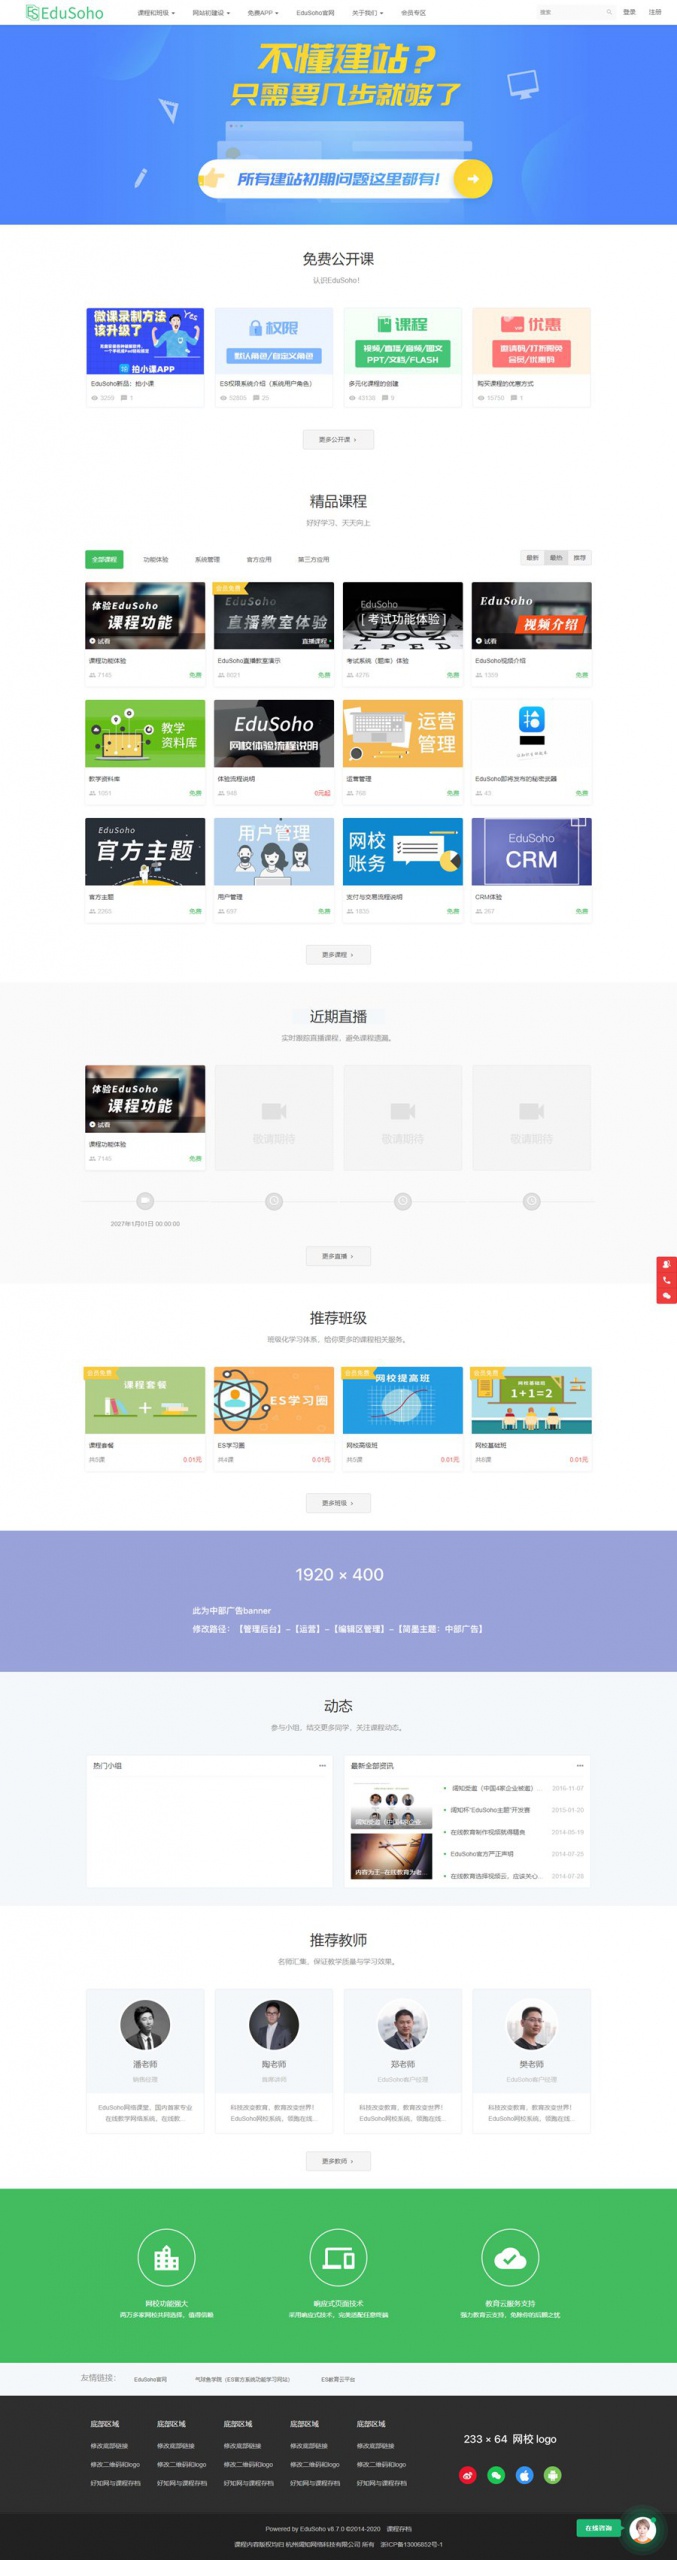 EduSoho 课程和班级 网站初建设 免费APP EduSoho官网 关于我们 会员专区 搜索 登录 注册
不懂建站？
只需要几步就够了
所有建站初期问题这里都有!
免费公开课
认识EduSoho!
微课录制方法 Yes
该升级了
拍小课APP
权限
默认角色/自定义角色
课程
视频/直播/音频/图文
PPT/文档/FLASH
优惠
邀请码/打折购买
会员/优惠码
EduSoho新品：拍小课 ES权限系统介绍（系统用户角色） 多元化课程的创建 购买课程的优惠方式
更多公开课
精品课程
好好学习，天天向上
全部课程 功能体验 系统管理 官方应用 第三方应用 最新 最热 推荐
体验EduSoho
课程功能
试看
会员免费
直播教室体验
直播课程
EduSoho
[ 考试功能体验 ]
EduSoho
视频介绍
试看
课程功能体验 EduSoho直播教室演示 考试系统（题库）体验 EduSoho视频介绍
7140 免费 8021 免费 4276 免费 1309 免费
教学
资料库
EduSoho
网校体验流程说明
运营
管理
教学资料库 体验流程说明 运营管理 EduSoho即将发布的秘密武器
免费 0元起 免费 43 免费
EduSoho
官方主题
用户管理
网校
账务
EduSoho
CRM
官方主题 用户管理 支付与交易流程说明 CRM体验
免费 697 免费 免费 267 免费
更多课程
近期直播
实时跟踪直播课程，避免课程遗漏。
体验EduSoho
课程功能
试看
课程功能体验
7140 免费
敬请期待 敬请期待 敬请期待
2027年1月01日 00:00:00
更多直播
推荐班级
班级化学习体系，给你更多的课程相关服务。
会员免费
课程套餐
ES学习圈
会员免费
网校提高班
会员免费
网校基础班
1+1=2
课程套餐 ES学习圈 网校高级班 网校基础班
共3课 0.01元 共4课 0.01元 共5课 0.01元 共6课 0.01元
更多班级
1920 × 400
此为中部广告banner
修改路径：【管理后台】-【运营】-【编辑区管理】-【简墨主题：中部广告】
动态
参与小组，结交更多同学，关注课程动态。
热门小组
最新全部资讯
阔知受邀（中国4家企业被邀）... 2016-11-07
阔知杯"EduSoho主题"开发赛 2015-01-20
在线教育制作视频就得臻良 2014-05-19
EduSoho官方严正声明
在线教育选择视频云，应该关心...
阔知受邀（中国4家企业...
内容为王--在线教育为老...
推荐教师
名师汇集，保证教学质量与学习效果。
潘老师 陶老师 郑老师 樊老师
EduSoho客户经理 EduSoho客户经理
EduSoho网络课堂，国内首家专业
在线教学网络系统。在线教...
科技改变教育，教育改变世界！
EduSoho网校系统，领跑在线...
科技改变教育，教育改变世界！
EduSoho网校系统，领跑在线...
科技改变教育，教育改变世界！
EduSoho网校系统，领跑在线...
更多教师
网校功能强大 响应式页面技术 教育云服务支持
两万多家网校共同选择，值得信赖 采用响应式技术，完美适配任意终端 强力教育云支持，免除你的后顾之忧
友情链接： EduSoho官网 气球鱼学院（ES官方系统功能学习网站） ES教育云平台
底部区域 底部区域 底部区域 底部区域 底部区域
修改底部链接 修改底部链接 修改底部链接 修改底部链接 修改底部链接
修改二维码和logo 修改二维码和logo 修改二维码和logo 修改二维码和logo 修改二维码和logo
好知网与课程存档 好知网与课程存档 好知网与课程存档 好知网与课程存档 好知网与课程存档
233 × 64 网校 logo
Powered by EduSoho v8.7.0 ©2014-2020 课程存档
课程内容版权均归 杭州阔知网络科技有限公司 所有 浙ICP备13006852号-1
在线咨询